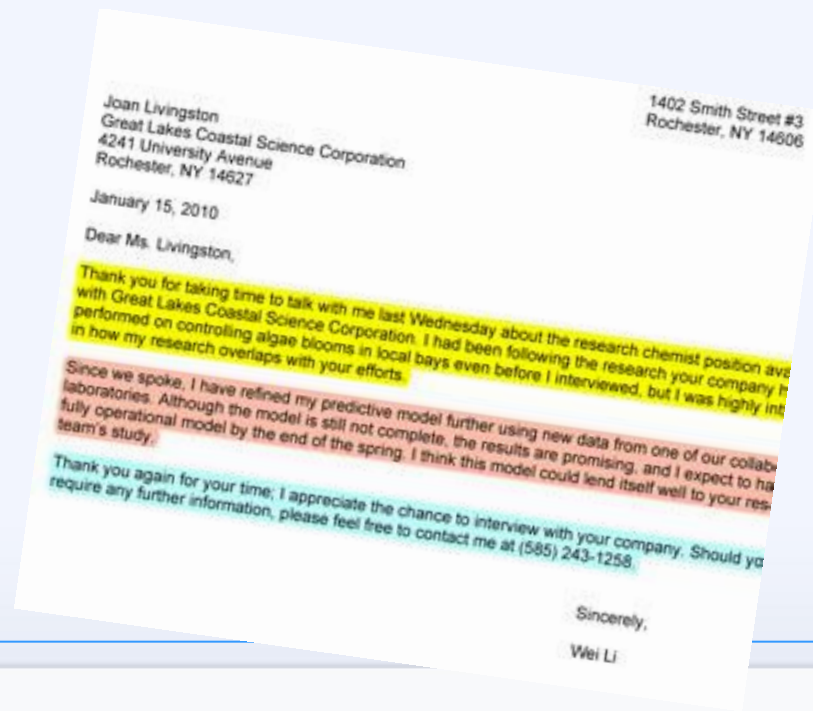 1402 Smith Street #3
Rochester, NY 14606
Joan Livingston
Great Lakes Coastal Science Corporation
4241 University Avenue
Rochester, NY 14627
January 15, 2010
Dear Ms. Livingston,
Thank you for taking time to talk with me last Wednesday about the research chemist position
with Great Lakes Coastal Science Corporation. I had been following the research your company
performed on controlling algae blooms in local bays even before I interviewed, but I was highly
in how my research overlaps with your efforts.
Since we spoke, I have refined my predictive model further using new data from one of our
laboratories. Although the model is still not complete, the results are promising, and I expect to
fully operational model by the end of the spring. I think this model could lend itself well to your
team's study.
Thank you again for your time; I appreciate the chance to interview with your company. Should
require any further information, please feel free to contact me at (585) 243-1258.
Sincerely,
Wei Li